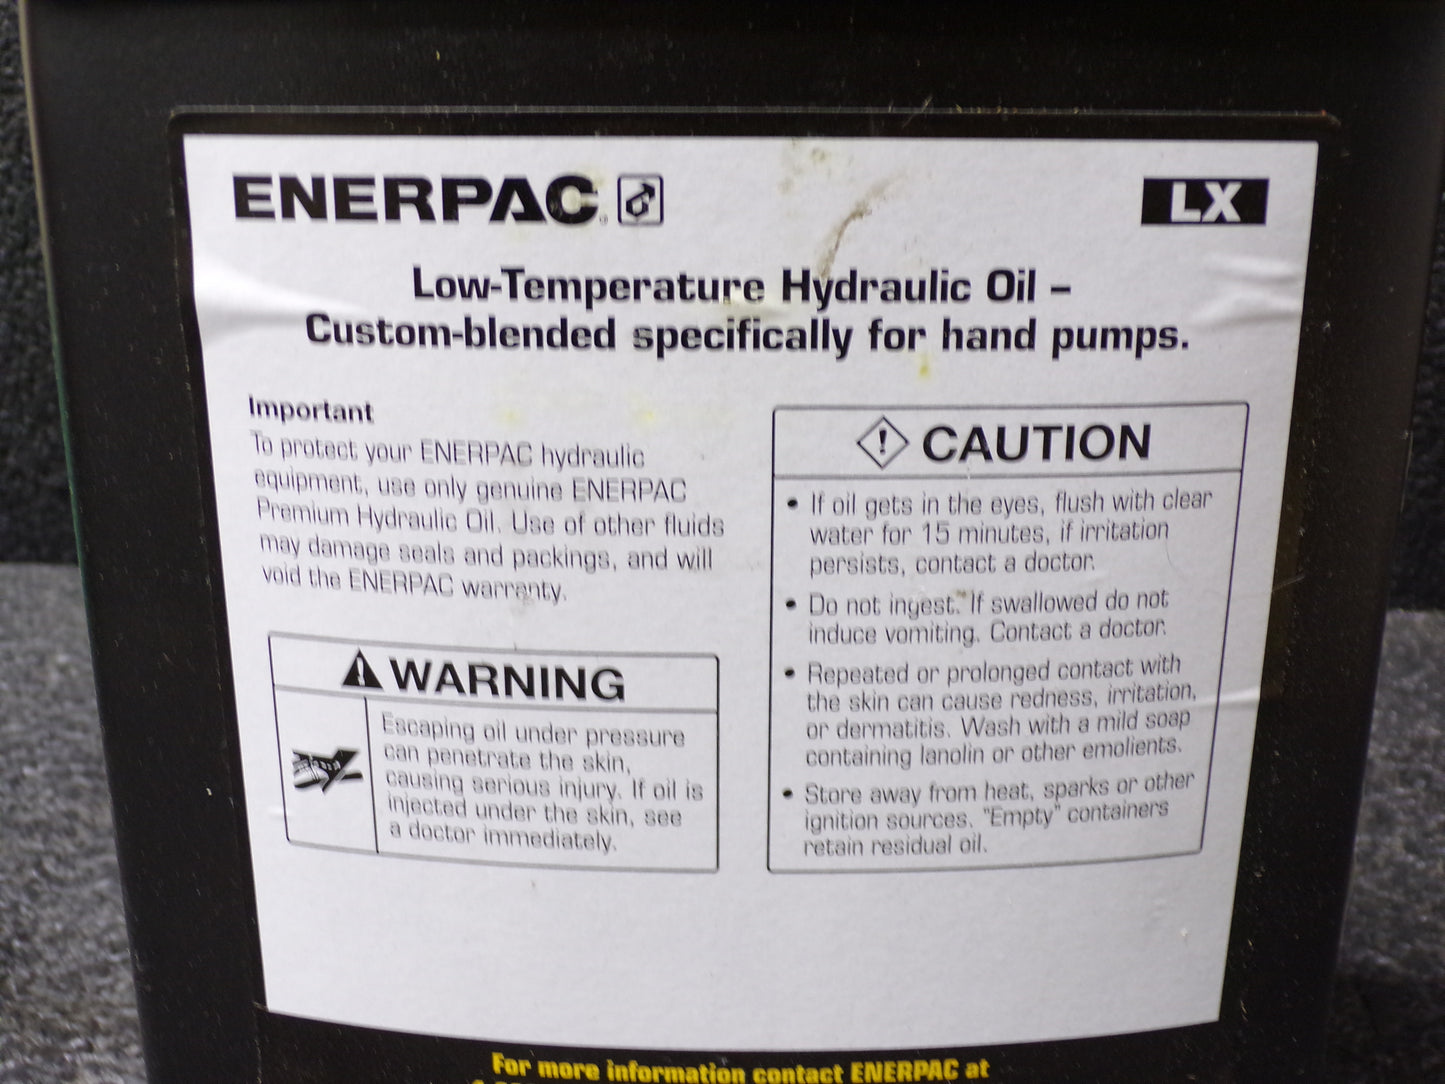 ENERPAC
LX
Low-Temperature Hydraulic Oil –
Custom-blended specifically for hand pumps.
Important
To protect your ENERPAC hydraulic
equipment, use only genuine ENERPAC
Premium Hydraulic Oil. Use of other fluids
may damage seals and packings, and will
void the ENERPAC warranty.
WARNING
Escaping oil under pressure
can penetrate the skin,
causing serious injury. If oil is
injected under the skin, see
a doctor immediately.
CAUTION
• If oil gets in the eyes, flush with clear
water for 15 minutes, if irritation
persists, contact a doctor.
• Do not ingest. If swallowed do not
induce vomiting. Contact a doctor.
• Repeated or prolonged contact with
the skin can cause redness, irritation,
or dermatitis. Wash with a mild soap
containing lanolin or other emolients.
• Store away from heat, sparks or other
ignition sources. "Empty" containers
retain residual oil.
For more information contact ENERPAC at